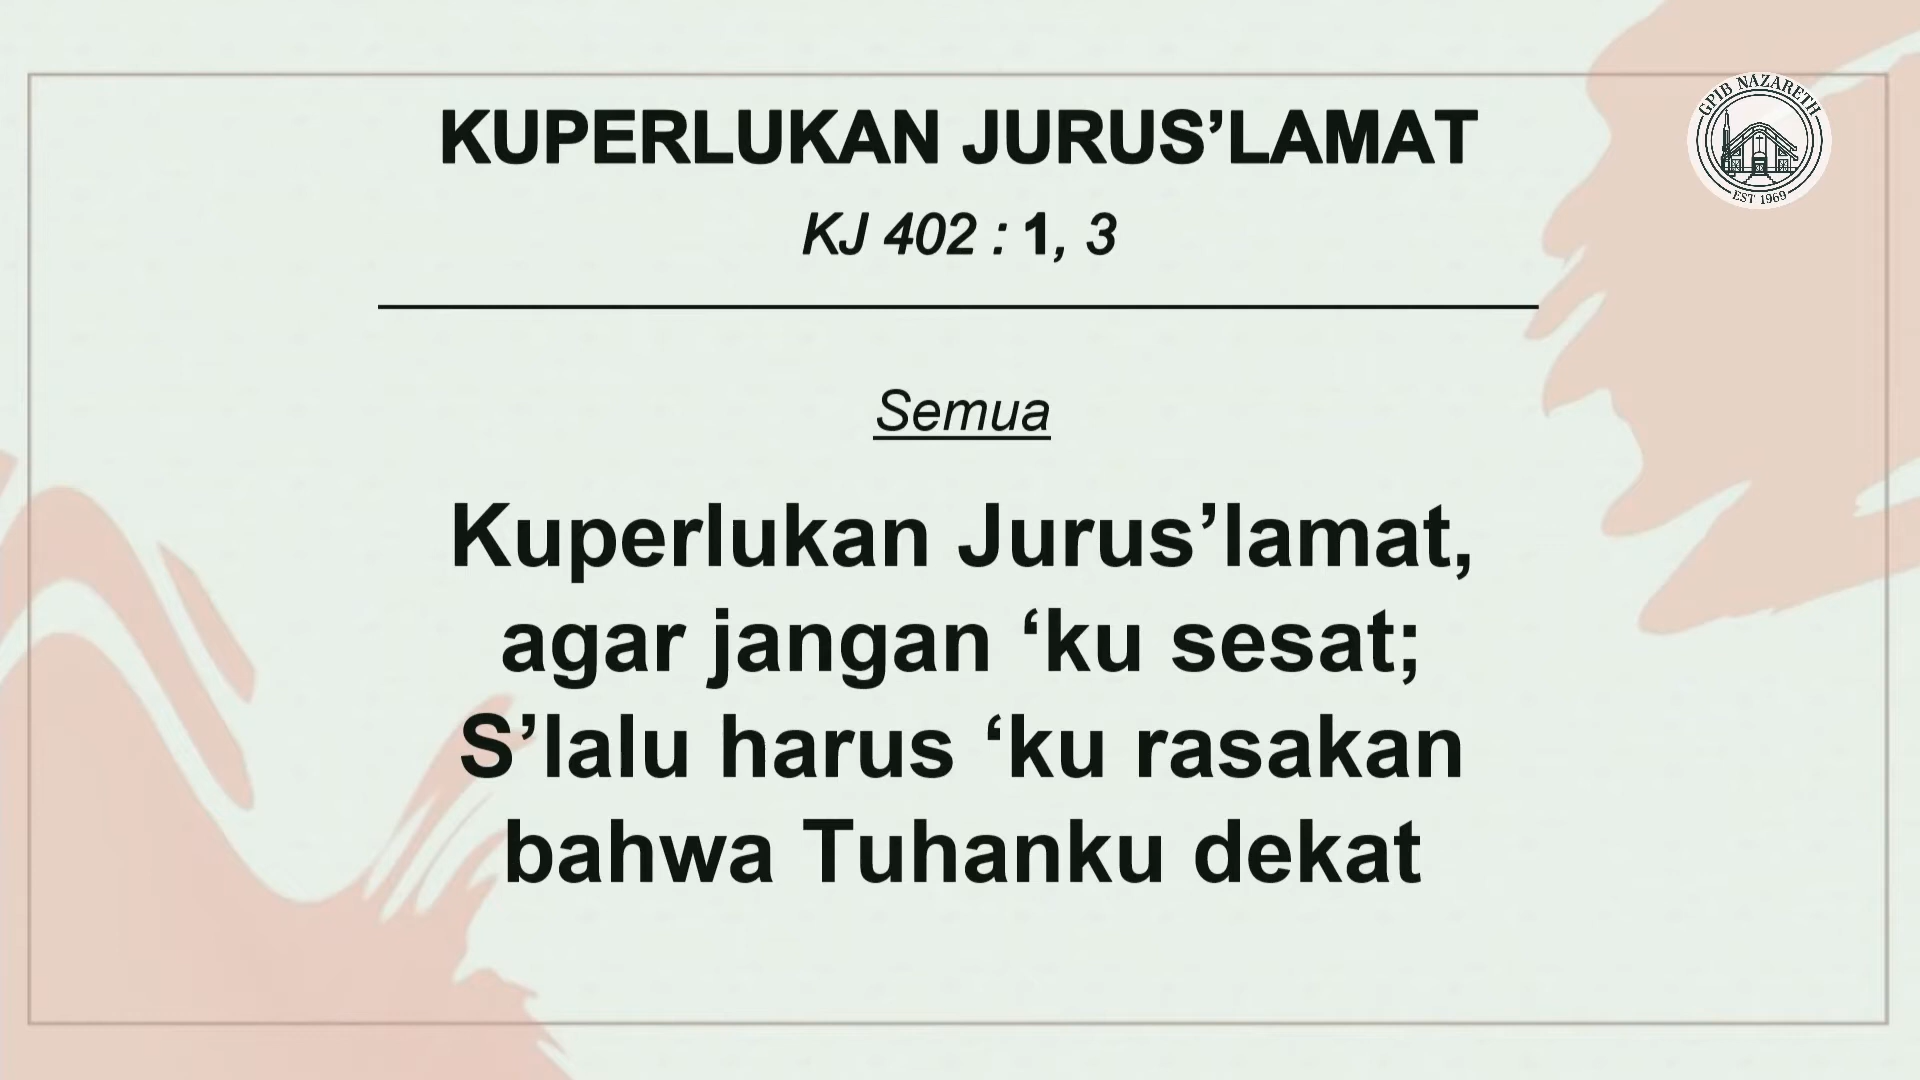 KUPERLUKAN JURUS’LAMAT
GPIB NAZARETH
EST 1969
KJ 402 : 1, 3
Semua
Kuperlukan Jurus’lamat,
agar jangan ‘ku sesat;
S’lalu harus ‘ku rasakan
bahwa Tuhanku dekat